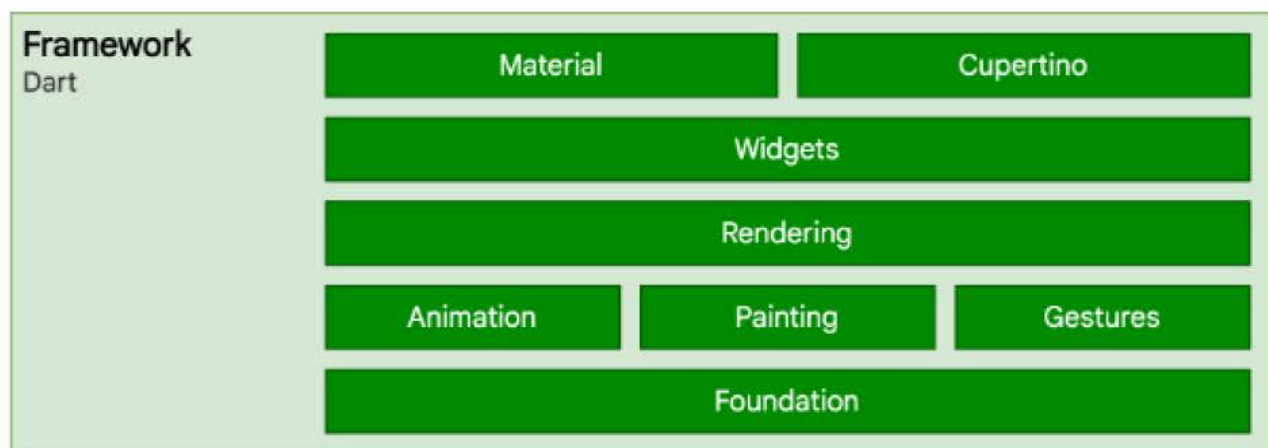 Framework
Dart
Material Cupertino
Widgets
Rendering
Animation Painting Gestures
Foundation